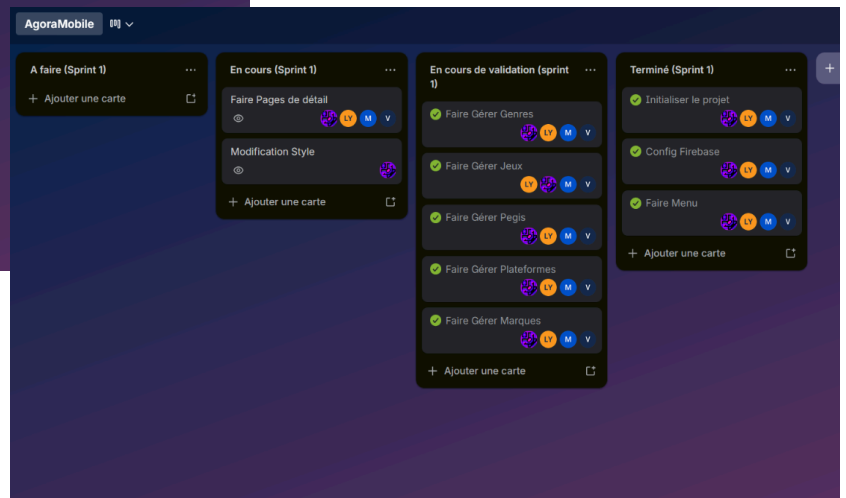 AgoraMobile
A faire (Sprint 1)
Ajouter une carte
En cours (Sprint 1)
Faire Pages de détail
LY M V
Modification Style
Ajouter une carte
En cours de validation (sprint
1)
Faire Gérer Genres
LY M V
Faire Gérer Jeux
LY M V
Faire Gérer Pegis
LY M V
Faire Gérer Plateformes
LY M V
Faire Gérer Marques
LY M V
Ajouter une carte
Terminé (Sprint 1)
Initialiser le projet
LY M V
Config Firebase
LY M V
Faire Menu
LY M V
Ajouter une carte